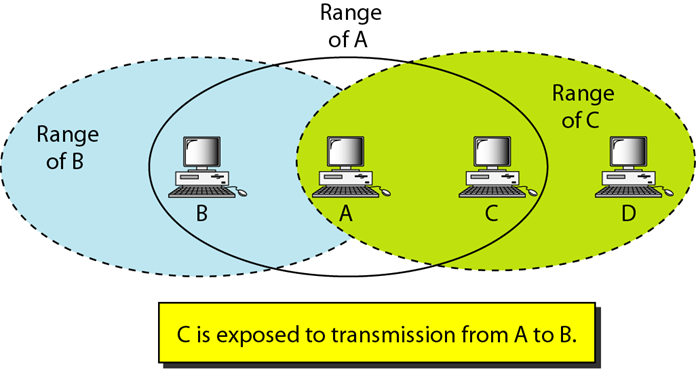 Range
of A
Range
of B
Range
of C
B
A
C
D
C is exposed to transmission from A to B.